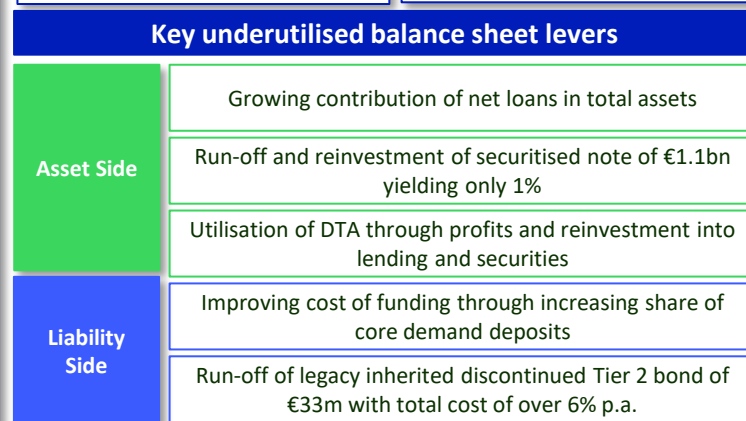 Key underutilised balance sheet levers
Asset Side
Growing contribution of net loans in total assets
Run-off and reinvestment of securitised note of €1.1bn
yielding only 1%
Utilisation of DTA through profits and reinvestment into
lending and securities
Liability
Side
Improving cost of funding through increasing share of
core demand deposits
Run-off of legacy inherited discontinued Tier 2 bond of
€33m with total cost of over 6% p.a.